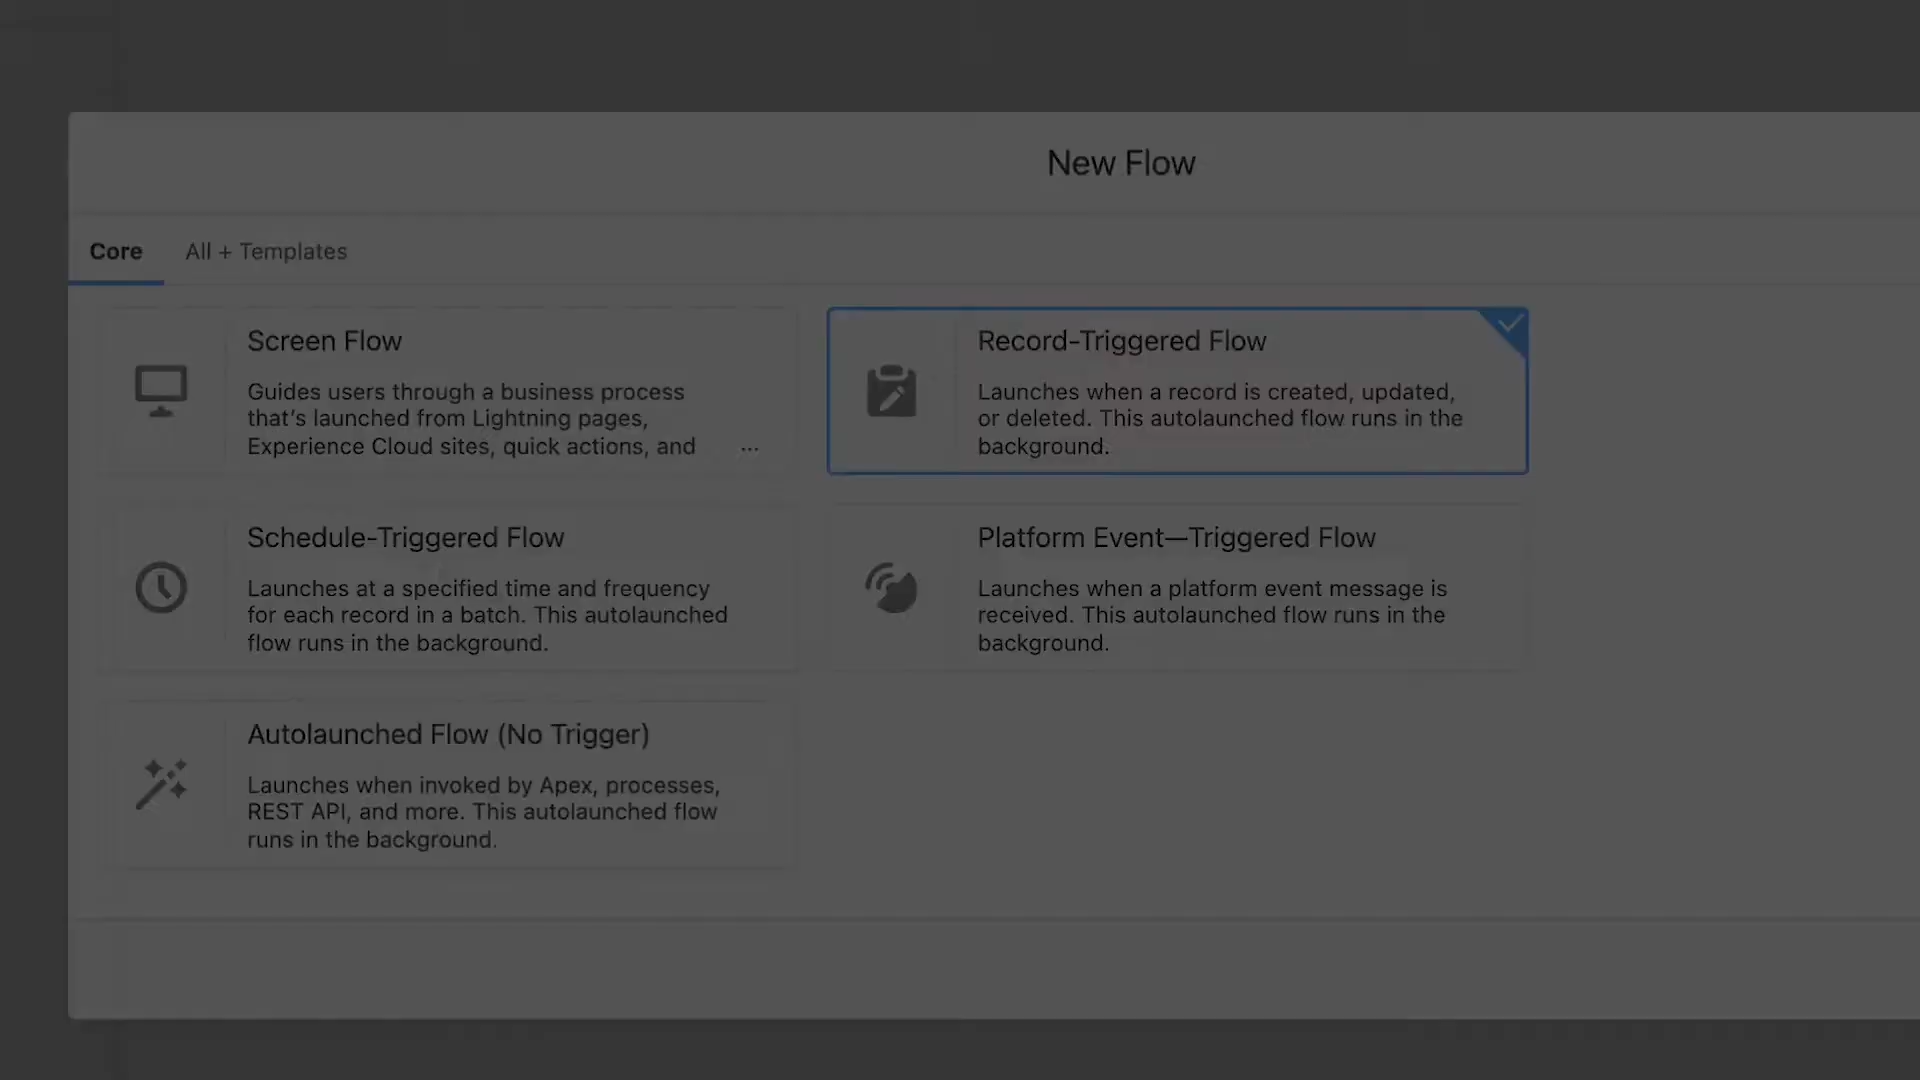 New Flow
Core
All + Templates
Screen Flow
Guides users through a business process
that’s launched from Lightning pages,
Experience Cloud sites, quick actions, and ...
Record-Triggered Flow
Launches when a record is created, updated,
or deleted. This autolaunched flow runs in the
background.
Schedule-Triggered Flow
Launches at a specified time and frequency
for each record in a batch. This autolaunched
flow runs in the background.
Platform Event—Triggered Flow
Launches when a platform event message is
received. This autolaunched flow runs in the
background.
Autolaunched Flow (No Trigger)
Launches when invoked by Apex, processes,
REST API, and more. This autolaunched flow
runs in the background.